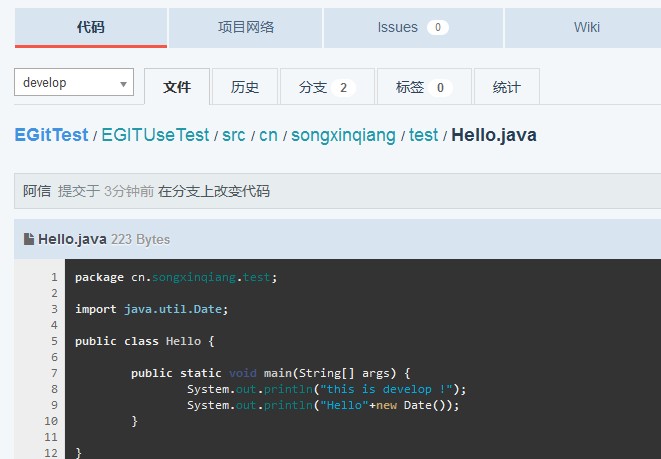 代码 项目网络 Issues 0 Wiki
develop 文件 历史 分支 2 标签 0 统计
EGitTest / EGITUseTest / src / cn / songxinqiang / test / Hello.java
阿信 提交于 3分钟前 在分支上改变代码
Hello.java 223 Bytes
1 package cn.songxinqiang.test;
2
3 import java.util.Date;
4
5 public class Hello {
6
7 public static void main(String[] args) {
8 System.out.println("this is develop !");
9 System.out.println("Hello"+new Date());
10 }
11
12 }